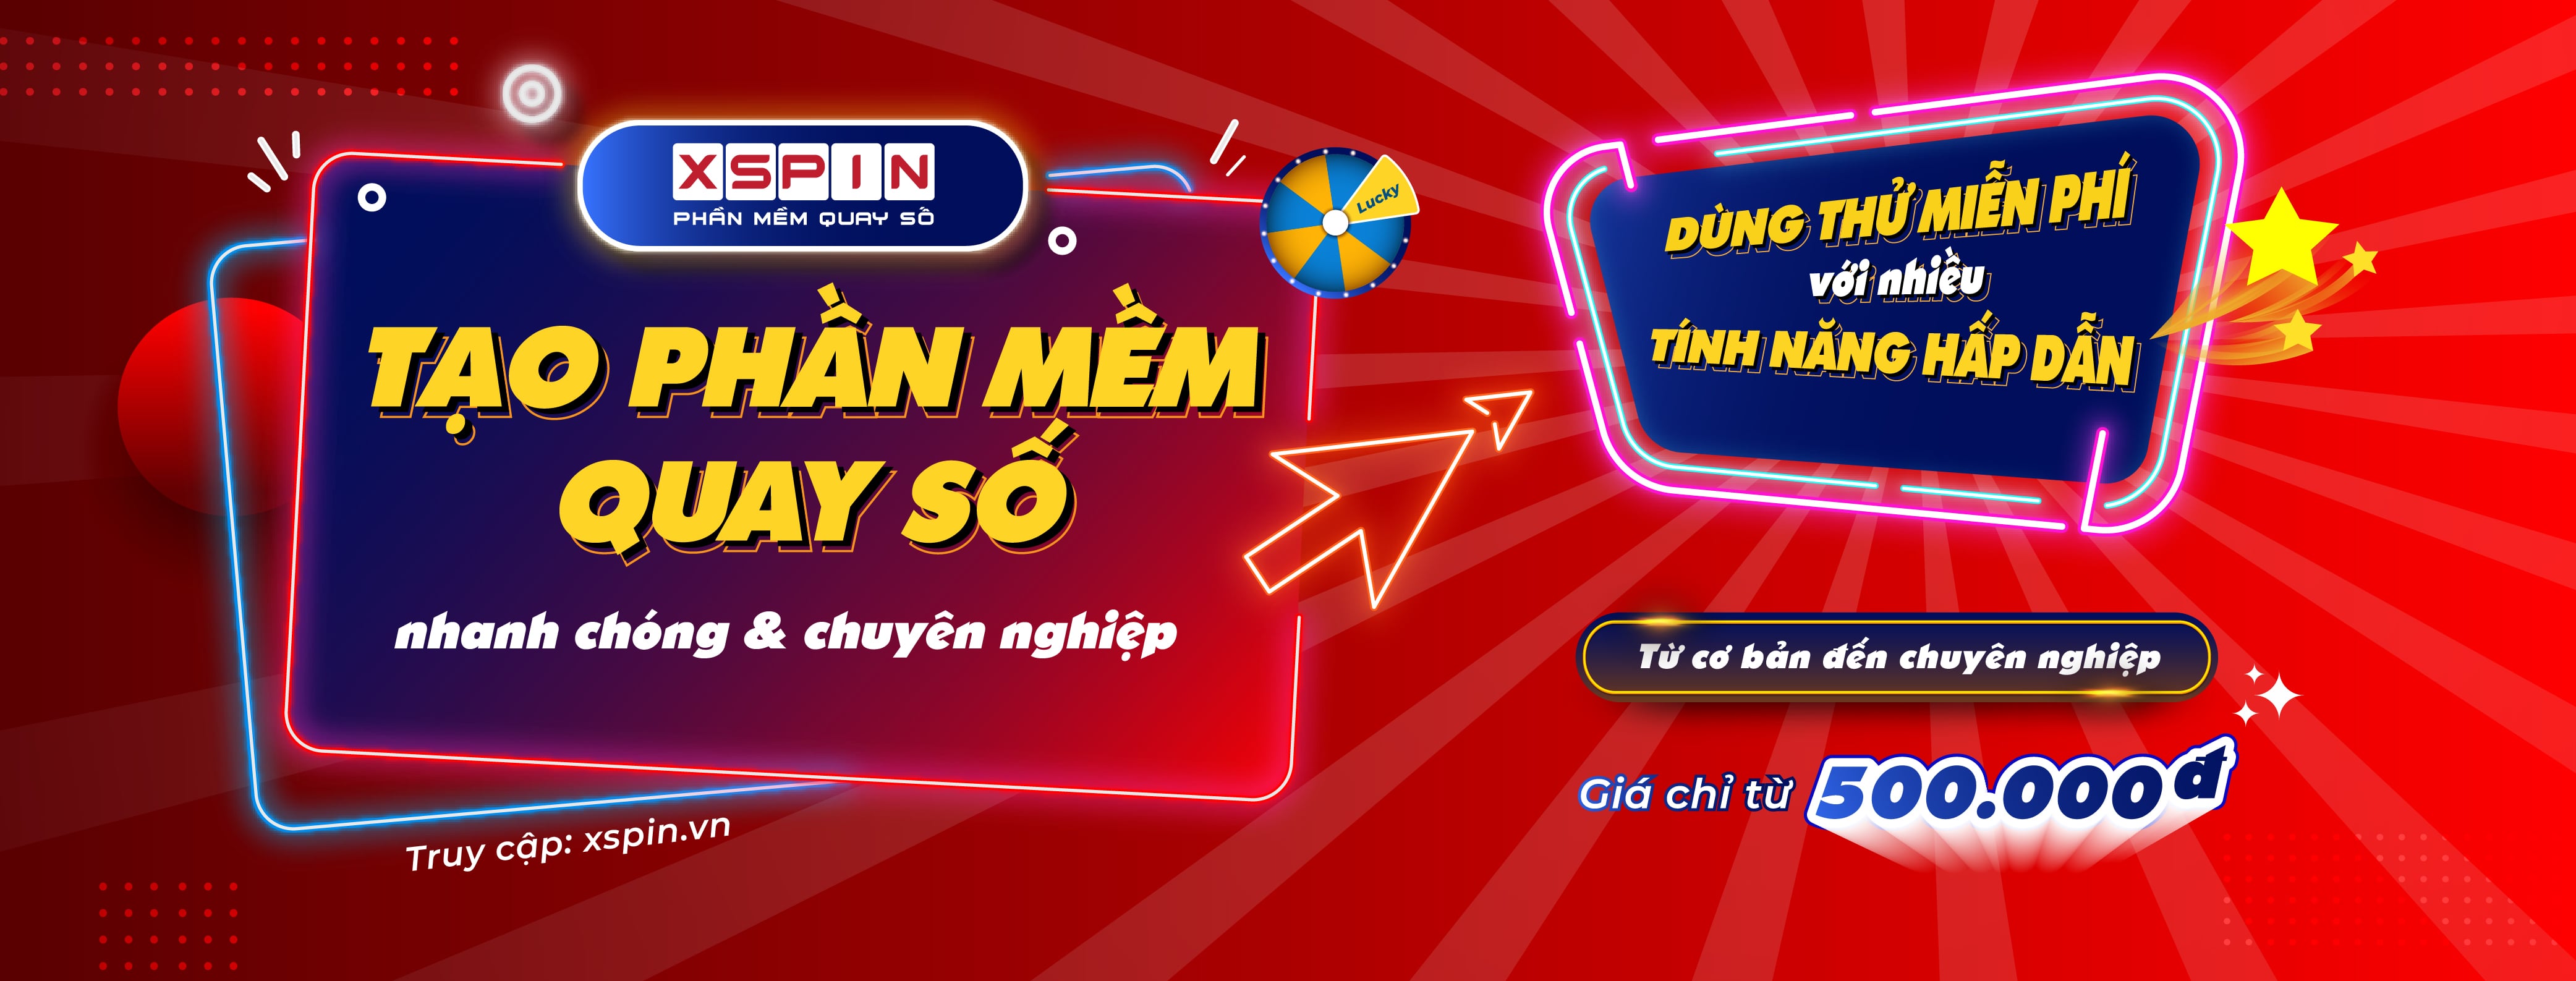 XSPIN
PHẦN MỀM QUAY SỐ
TẠO PHẦN MỀM
QUAY SỐ
nhanh chóng & chuyên nghiệp
Truy cập: xspin.vn
Lucky
DÙNG THỬ MIỄN PHÍ
với nhiều
TÍNH NĂNG HẤP DẪN
Từ cơ bản đến chuyên nghiệp
Giá chỉ từ 500.000đ